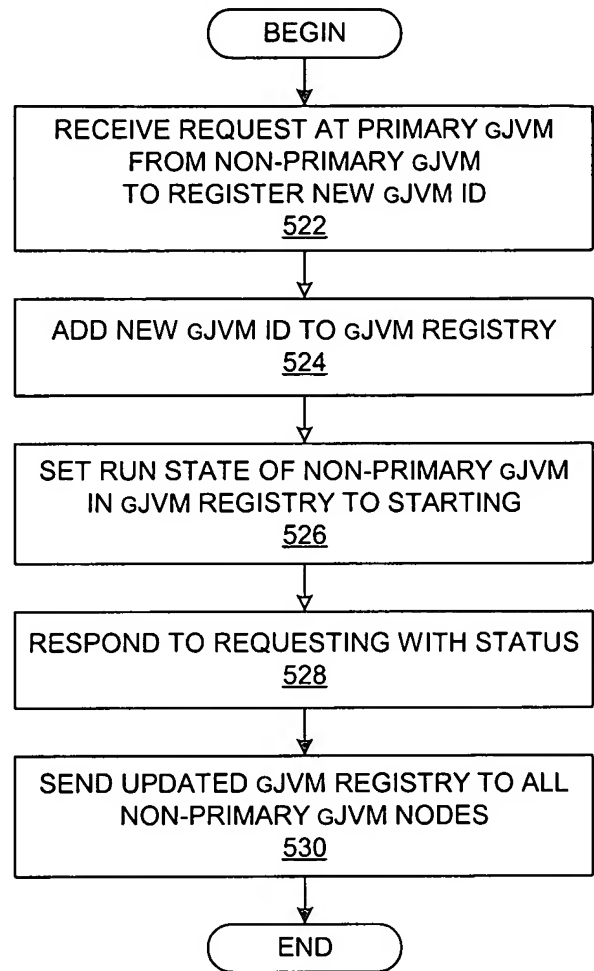 BEGIN
RECEIVE REQUEST AT PRIMARY GJVM
FROM NON-PRIMARY GJVM
TO REGISTER NEW GJVM ID
522
ADD NEW GJVM ID TO GJVM REGISTRY
524
SET RUN STATE OF NON-PRIMARY GJVM
IN GJVM REGISTRY TO STARTING
526
RESPOND TO REQUESTING WITH STATUS
528
SEND UPDATED GJVM REGISTRY TO ALL
NON-PRIMARY GJVM NODES
530
END